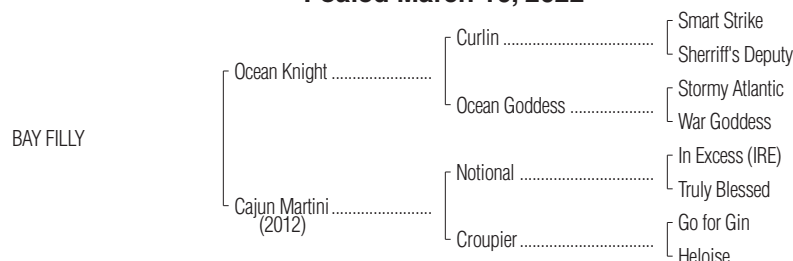 Foaled March 10, 2022
Smart Strike
Curlin ..............................................
Sherriff's Deputy
Ocean Knight ........................
Stormy Atlantic
Ocean Goddess .........................
War Goddess
BAY FILLY
In Excess (IRE)
Notional ..........................................
Truly Blessed
Cajun Martini ........................
(2012)
Go for Gin
Croupier .........................................
Heloise